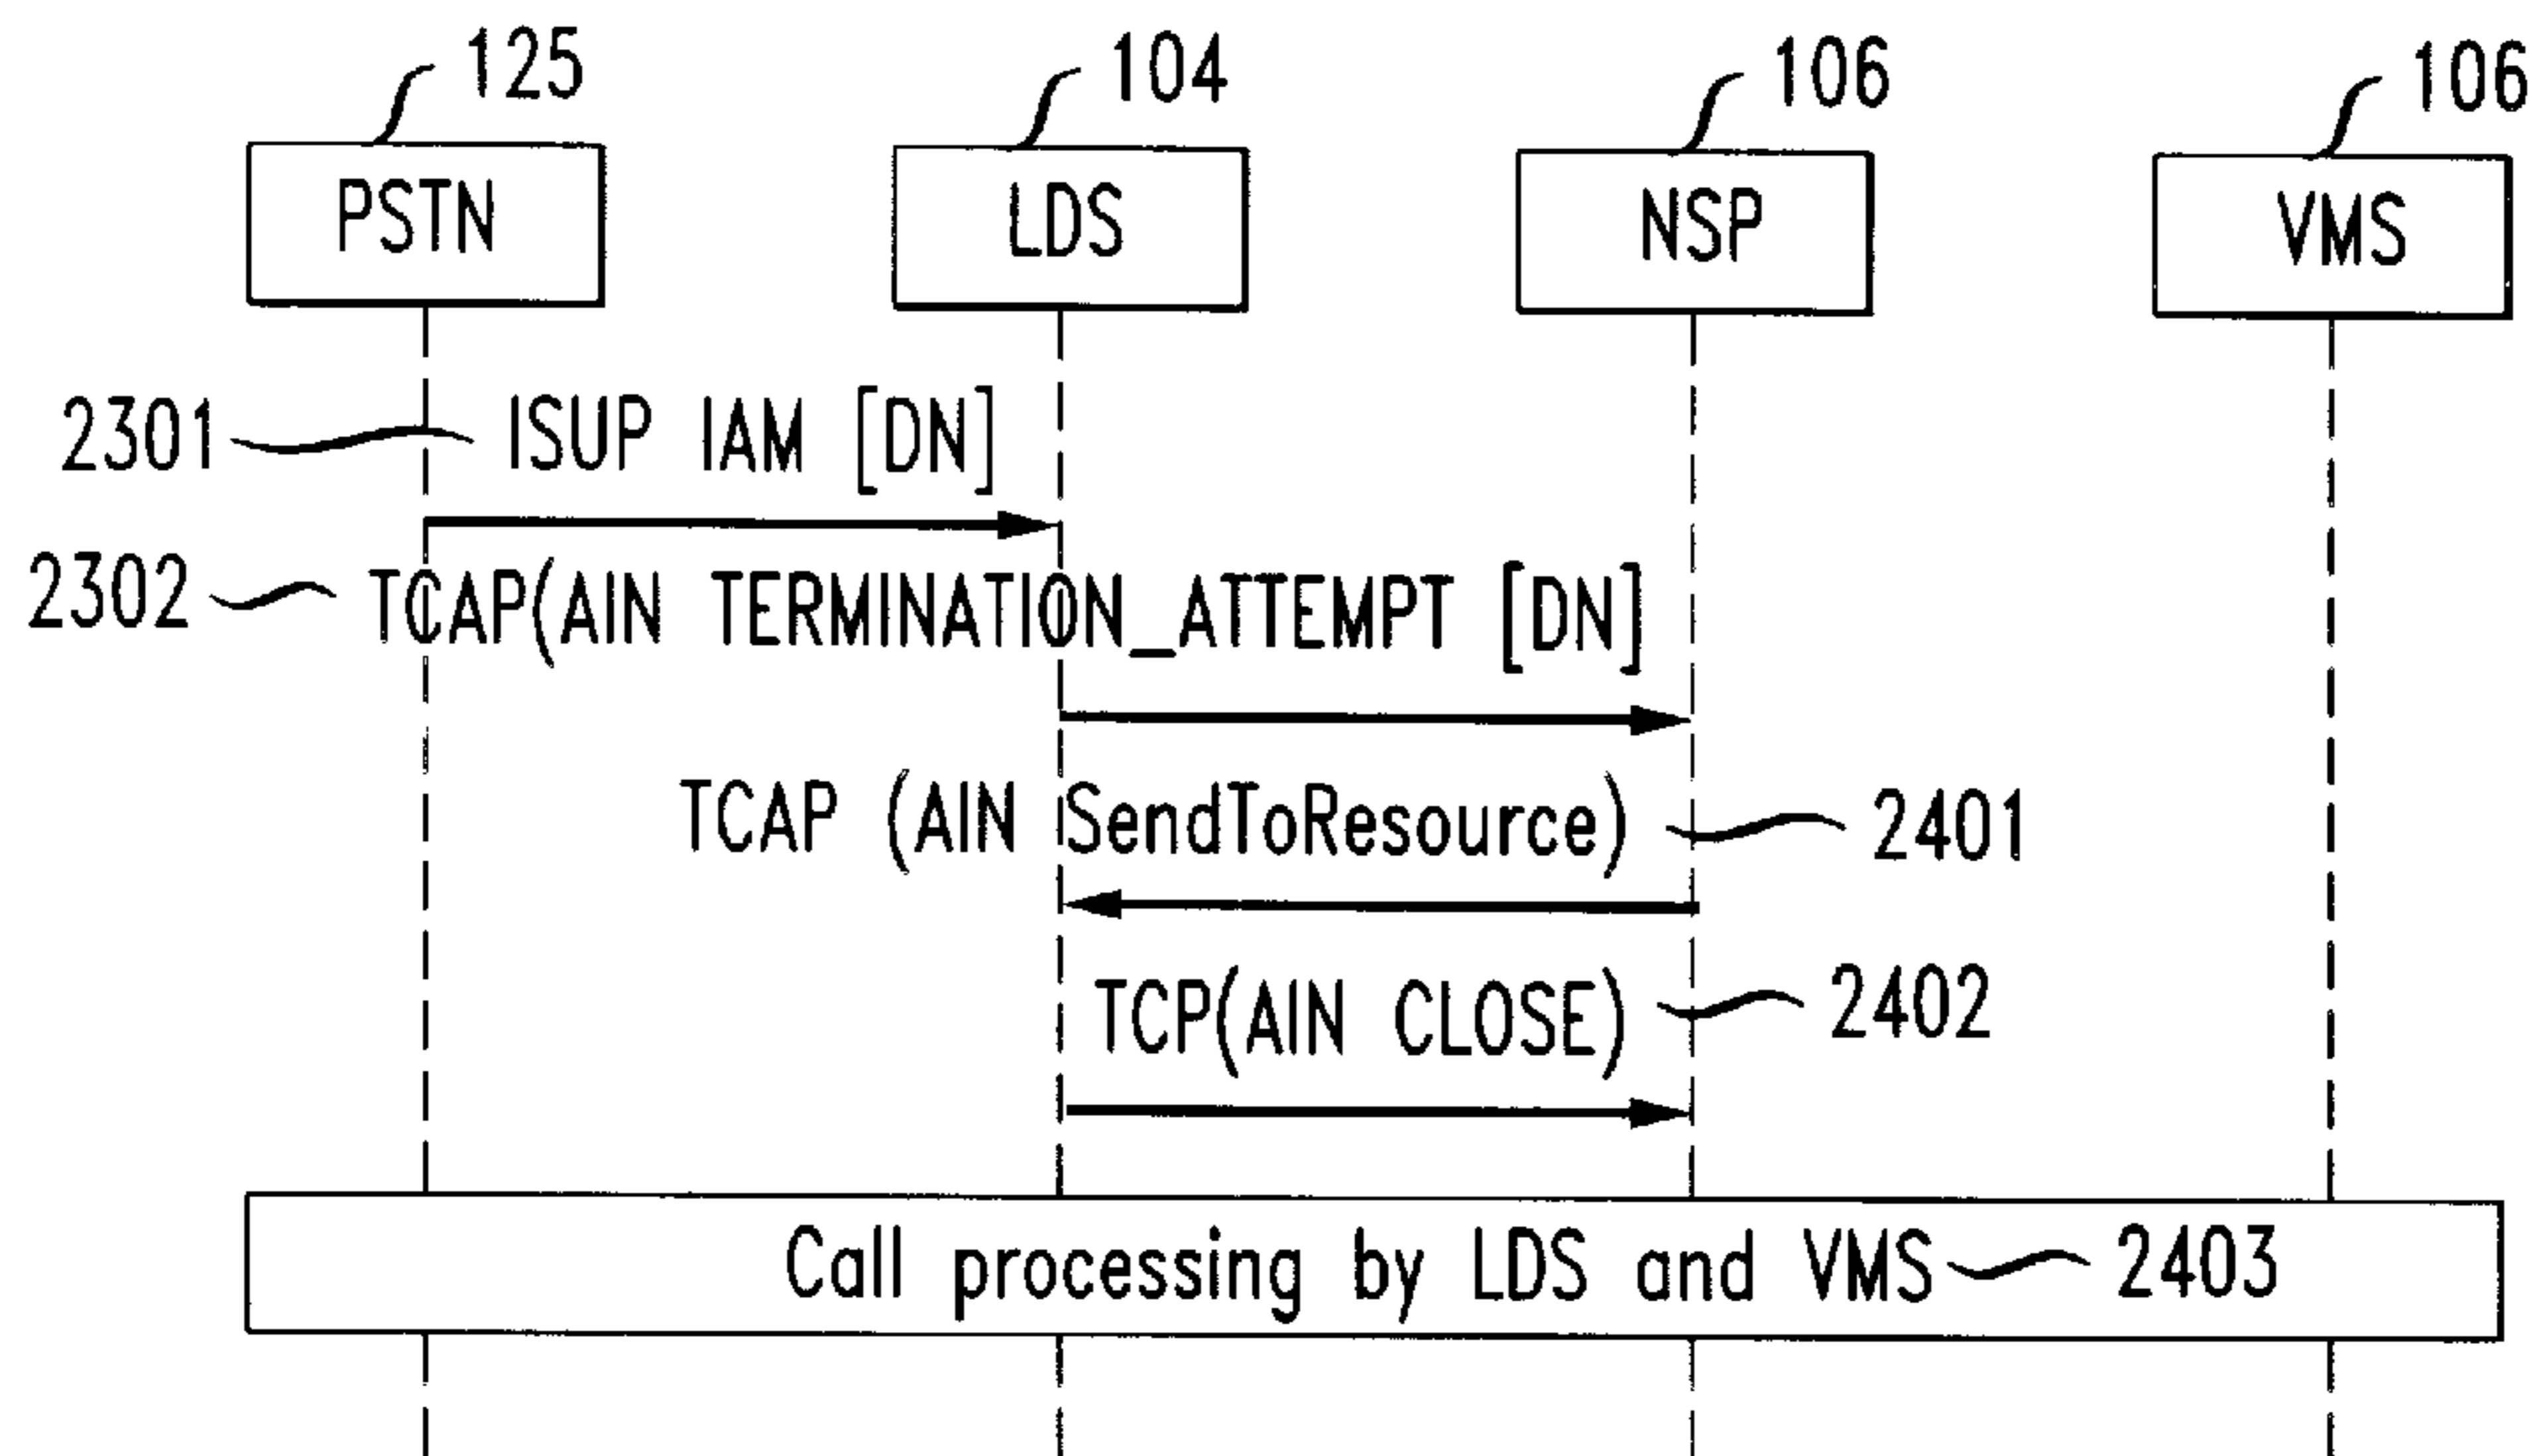 125 104 106 106
PSTN LDS NSP VMS
2301 ISUP IAM [DN]
2302 TCAP(AIN TERMINATION_ATTEMPT [DN]
TCAP (AIN SendToResource) 2401
TCP(AIN CLOSE) 2402
Call processing by LDS and VMS 2403